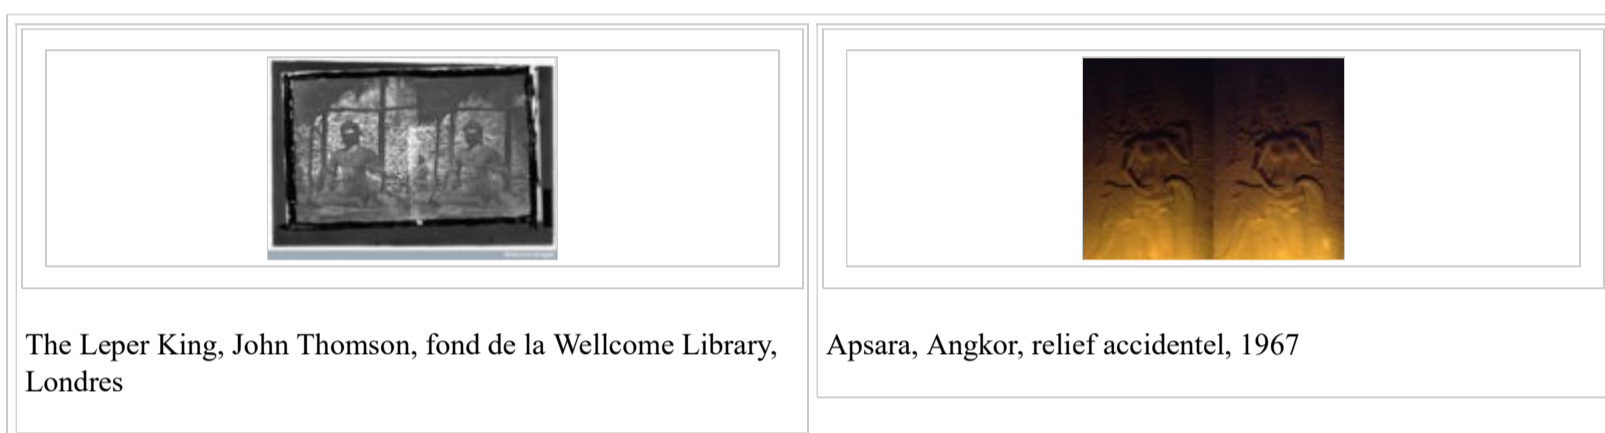 The Leper King, John Thomson, fond de la Wellcome Library,
Londres
Apsara, Angkor, relief accidentel, 1967